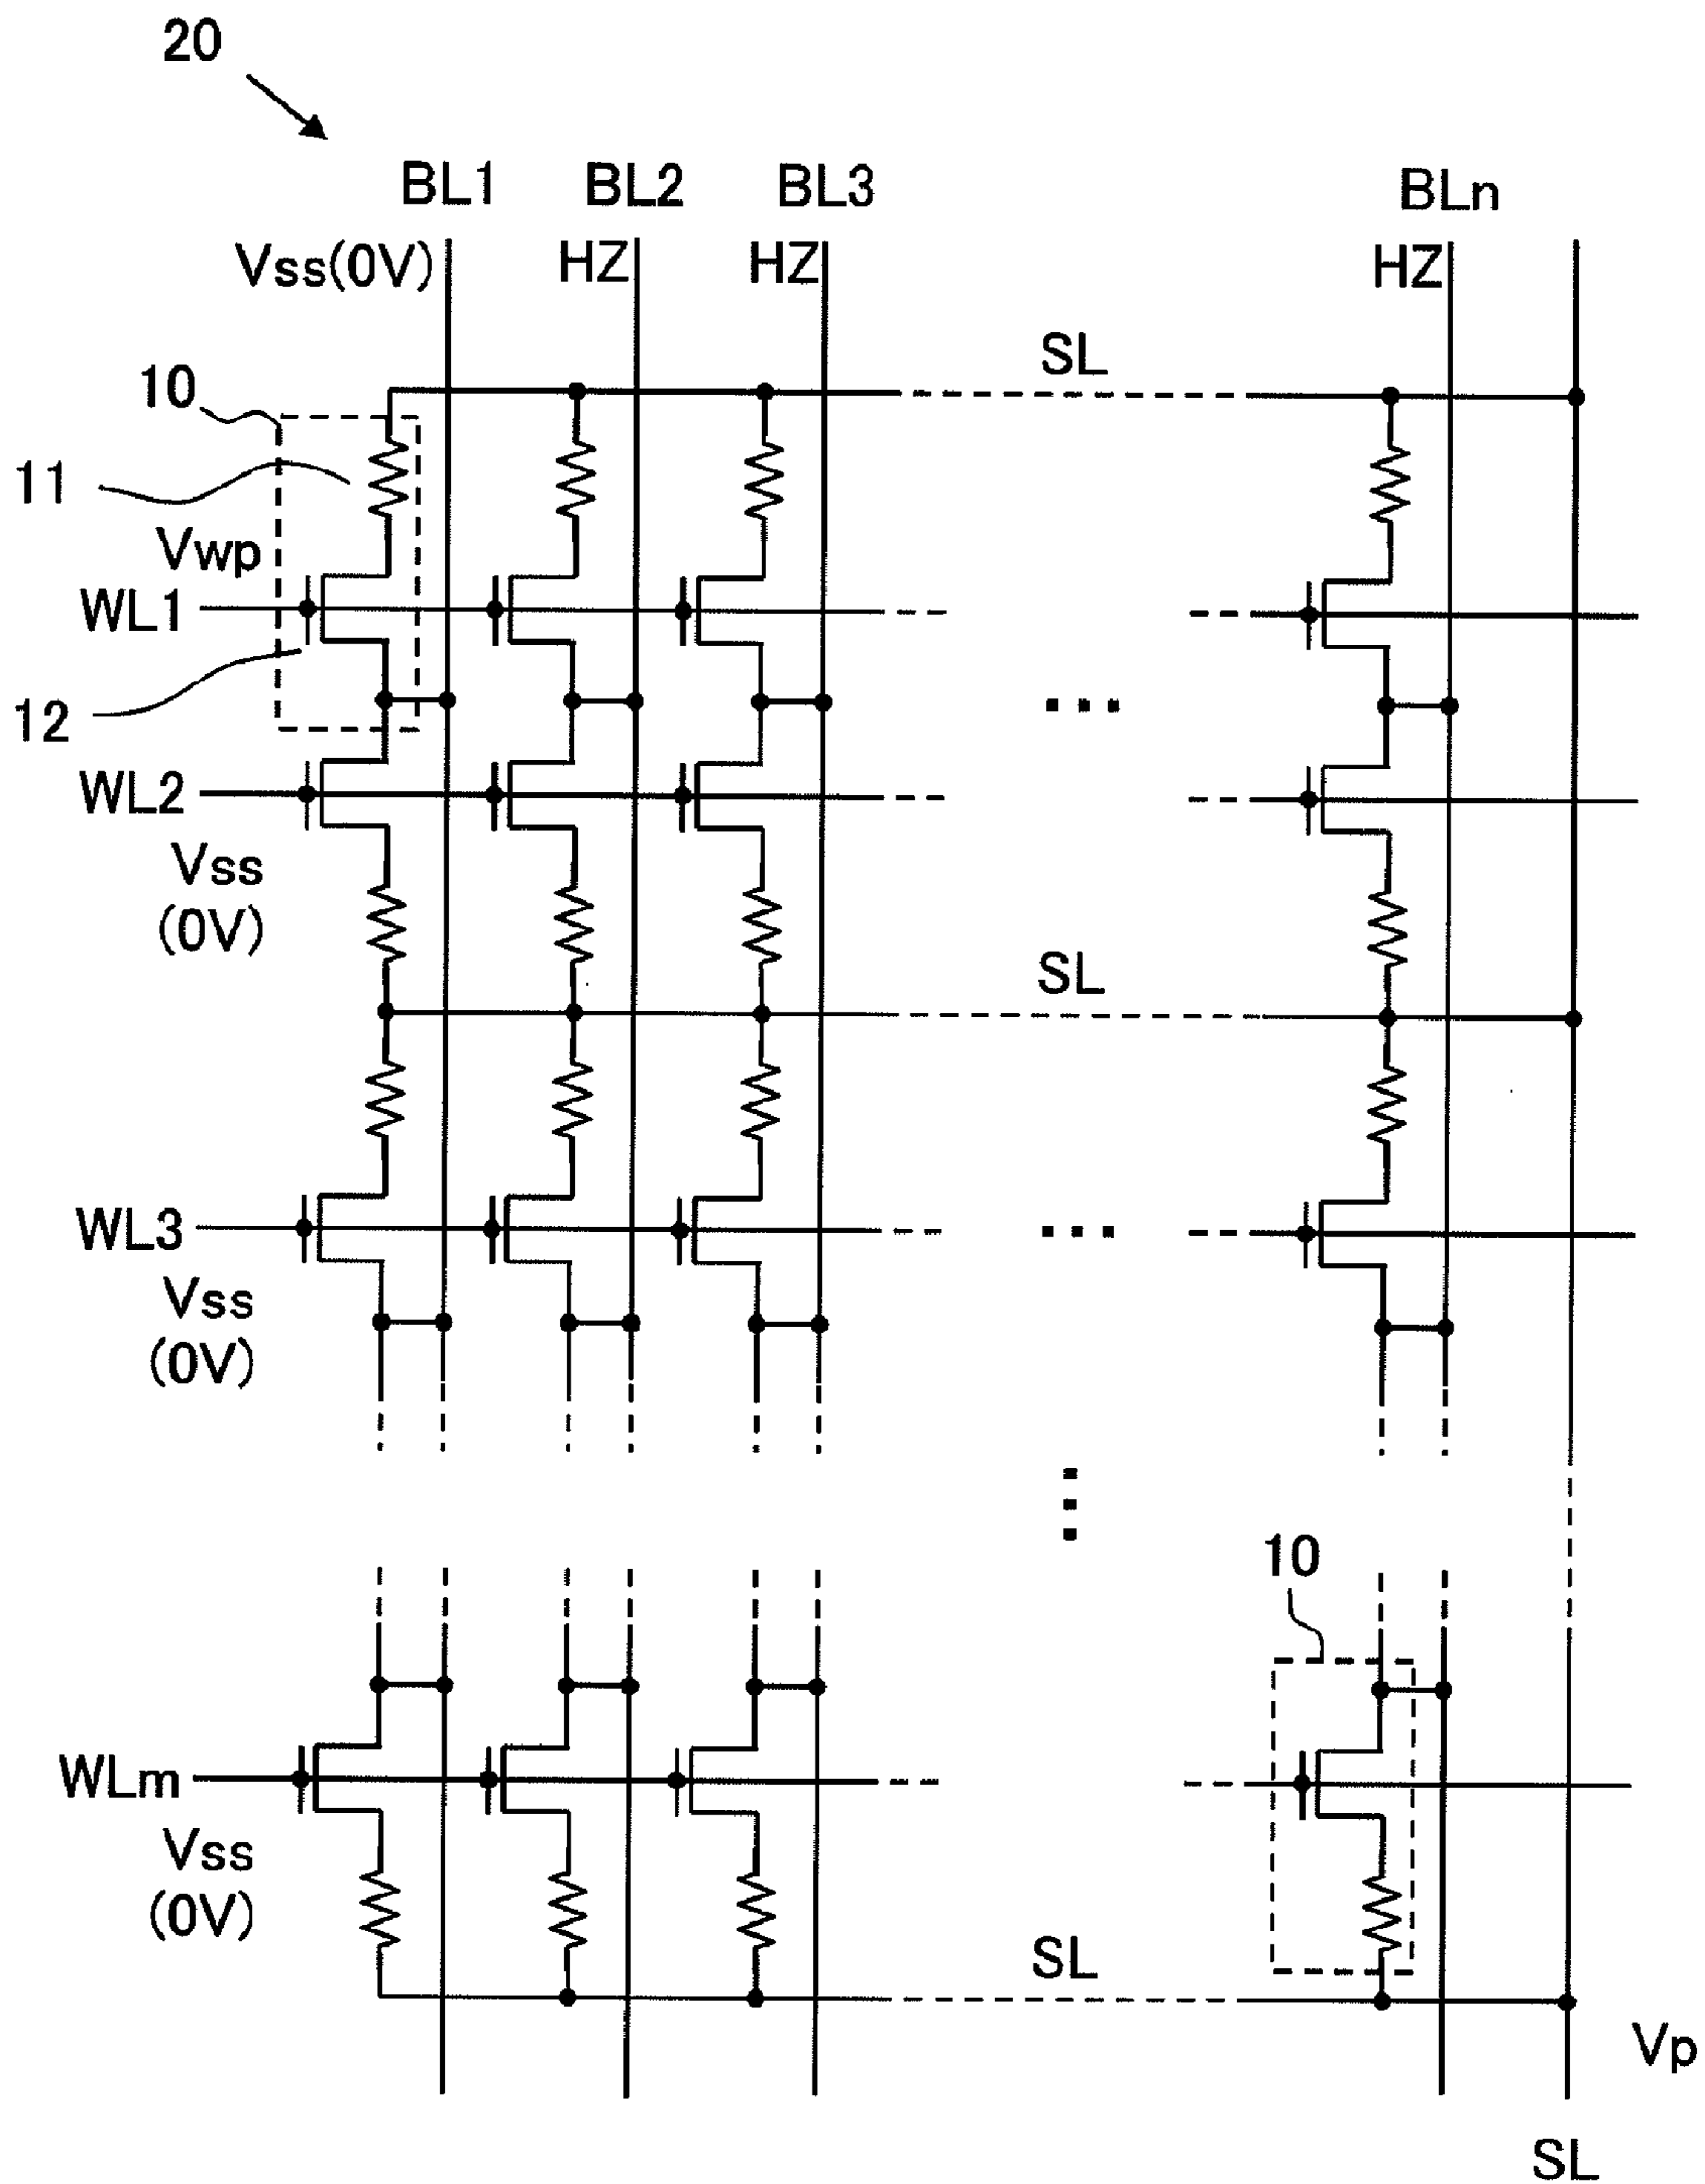 20
BL1 BL2 BL3 BLn
Vss(0V) HZ HZ HZ
SL
10
11
Vwp
WL1
12
WL2
Vss
(0V)
SL
WL3
Vss
(0V)
10
WLm
Vss
(0V)
SL
Vp
SL